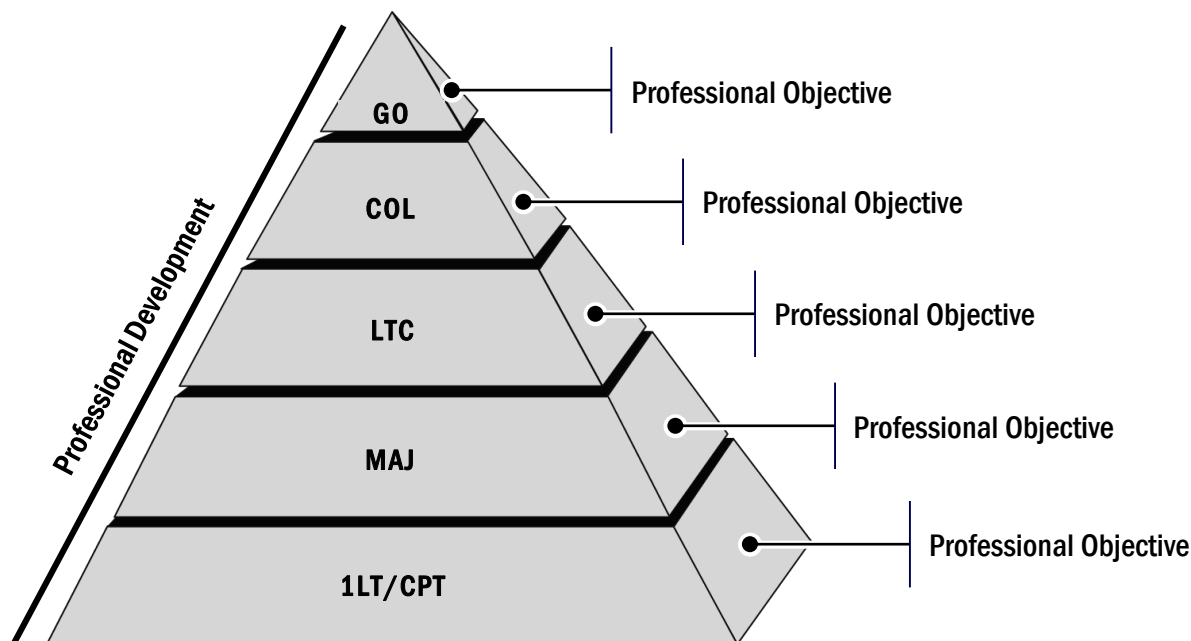 GO
Professional Objective
COL
Professional Objective
LTC
Professional Objective
MAJ
Professional Objective
1LT/CPT
Professional Objective
Professional Development